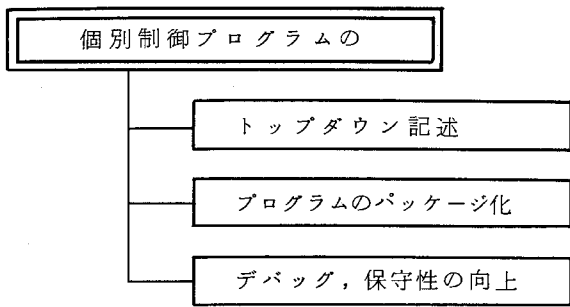 個別制御プログラムの
トップダウン記述
プログラムのパッケージ化
デバッグ，保守性の向上